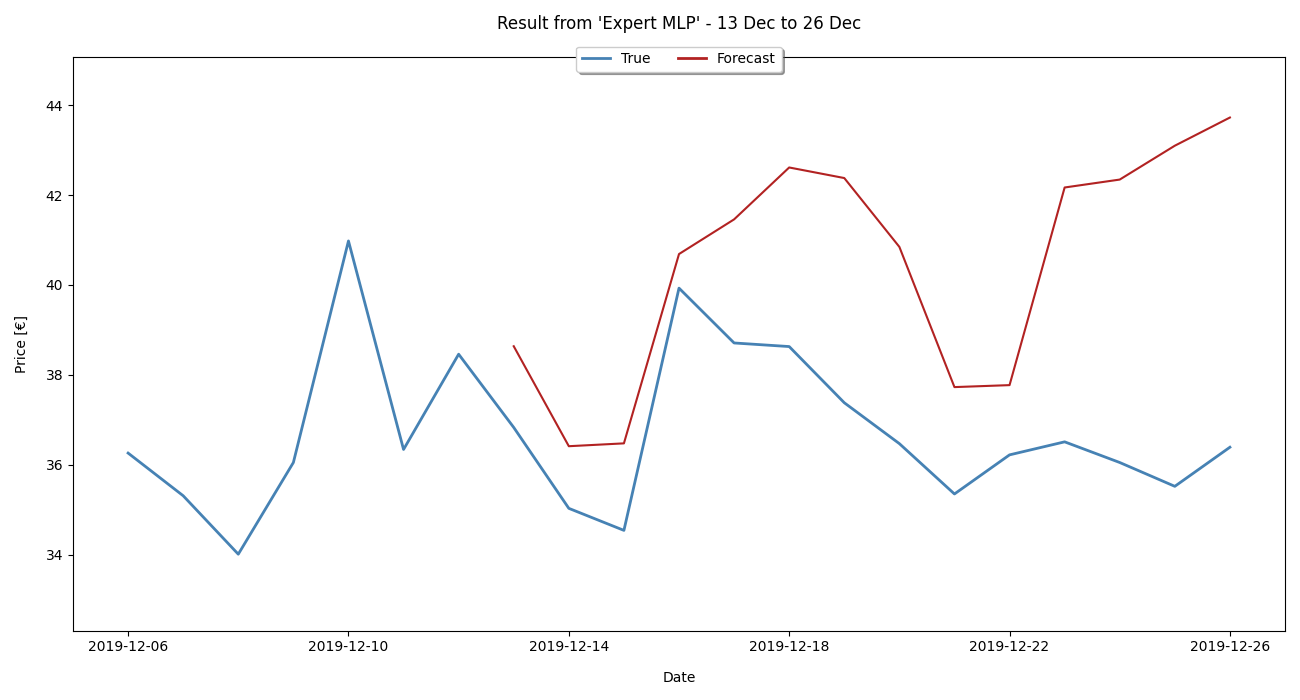 Result from 'Expert MLP' - 13 Dec to 26 Dec
True Forecast
44
42
40
38
36
34
Price [€]
2019-12-06 2019-12-10 2019-12-14 2019-12-18 2019-12-22 2019-12-26
Date